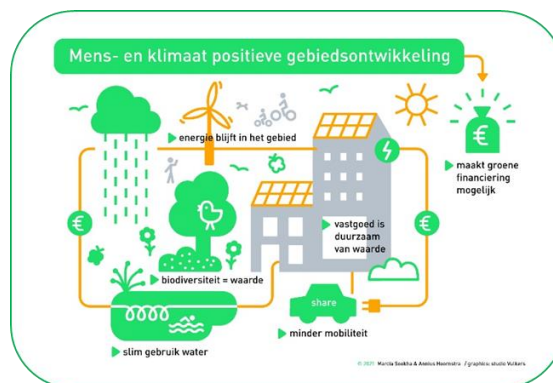 Mens- en klimaat positieve gebiedsontwikkeling
energie blijft in het gebied
€
maakt groene
financiering
mogelijk
€
€
vastgoed is
duurzaam
van waarde
biodiversiteit = waarde
share
minder mobiliteit
slim gebruik water